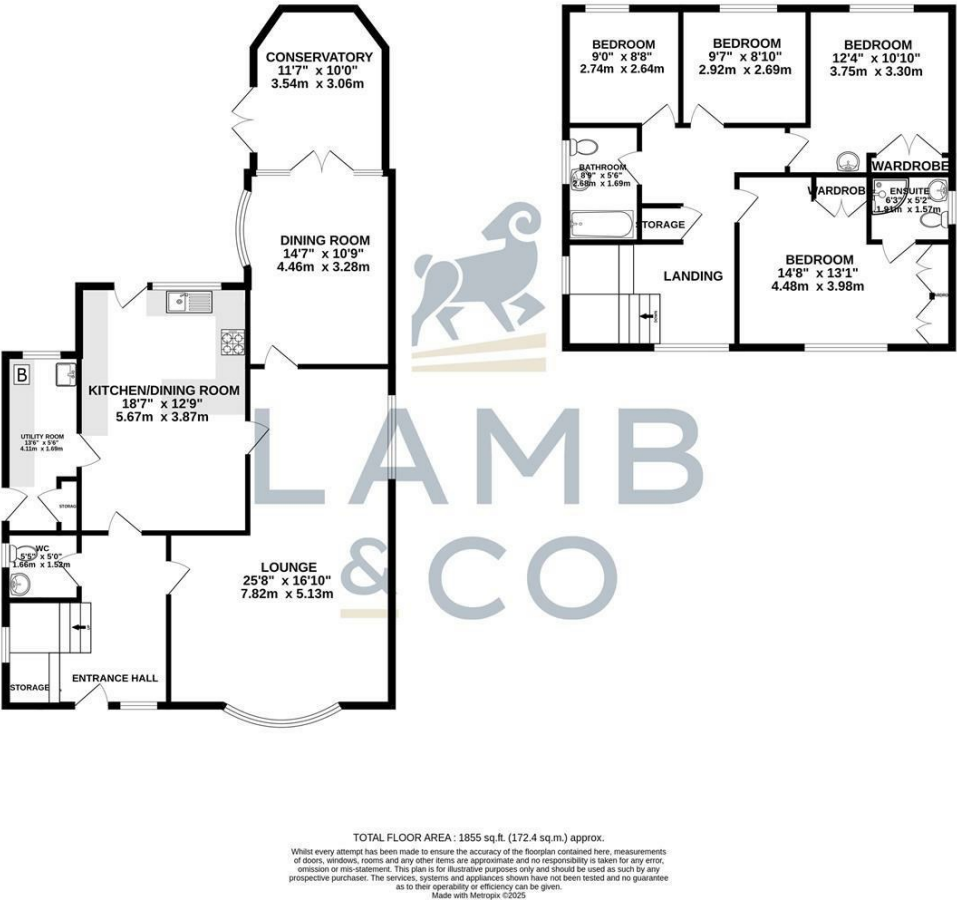 CONSERVATORY
11'7" x 10'0"
3.54m x 3.06m
DINING ROOM
14'7" x 10'9"
4.46m x 3.28m
B
KITCHEN/DINING ROOM
18'7" x 12'9"
5.67m x 3.87m
UTILITY ROOM
13'6" x 5'6"
4.11m x 1.69m
STORAGE
WC
5'5" x 5'0"
1.66m x 1.52m
LOUNGE
25'8" x 16'10"
7.82m x 5.13m
UP
ENTRANCE HALL
STORAGE
BEDROOM
9'0" x 8'8"
2.74m x 2.64m
BEDROOM
9'7" x 8'10"
2.92m x 2.69m
BEDROOM
12'4" x 10'10"
3.75m x 3.30m
WARDROBE
BATHROOM
8'9" x 5'6"
2.68m x 1.69m
WARDROBE
ENSUITE
6'3" x 5'2"
1.91m x 1.57m
STORAGE
LANDING
BEDROOM
14'8" x 13'1"
4.48m x 3.98m
DOWN
LAMB
& CO
TOTAL FLOOR AREA : 1855 sq.ft. (172.4 sq.m.) approx.
Whilst every attempt has been made to ensure the accuracy of the floorplan contained here, measurements
of doors, windows, rooms and any other items are approximate and no responsibility is taken for any error,
omission or mis-statement. This plan is for illustrative purposes only and should be used as such by any
prospective purchaser. The services, systems and appliances shown have not been tested and no guarantee
as to their operability or efficiency can be given.
Made with Metropix ©2025